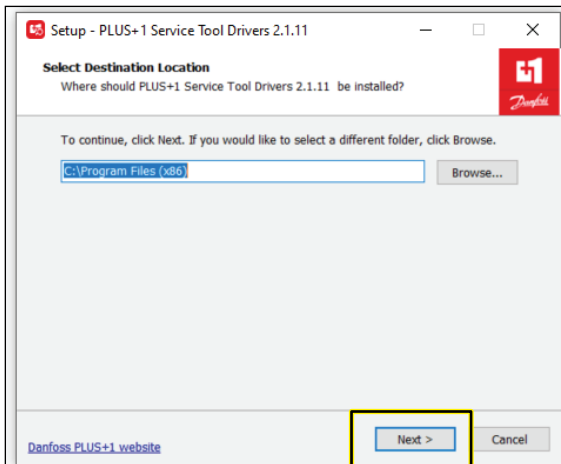 Setup - PLUS+1 Service Tool Drivers 2.1.11
Select Destination Location
Where should PLUS+1 Service Tool Drivers 2.1.11 be installed?
Danfoss
To continue, click Next. If you would like to select a different folder, click Browse.
C:\Program Files (x86)
Browse...
Danfoss PLUS+1 website
Next >
Cancel